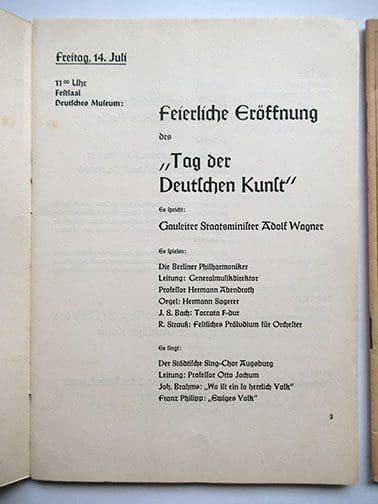 Freitag, 14. Juli
11⁰⁰ Uhr
Festsaal
Deutsches Museum:
Feierliche Eröffnung
des
„Tag der
Deutschen Kunst“
Es spricht:
Gauleiter Staatsminister Adolf Wagner
Es spielen:
Die Berliner Philharmoniker
Leitung: Generalmusikdirektor
Professor Hermann Abendroth
Orgel: Hermann Sagerer
J. S. Bach: Toccata F-dur
R. Strauß: Festliches Präludium für Orchester
Es singt:
Der Städtische Sing-Chor Augsburg
Leitung: Professor Otto Jochum
Joh. Brahms: „Wo ist ein so herrlich Volk“
Franz Philipp: „Ewiges Volk“
3